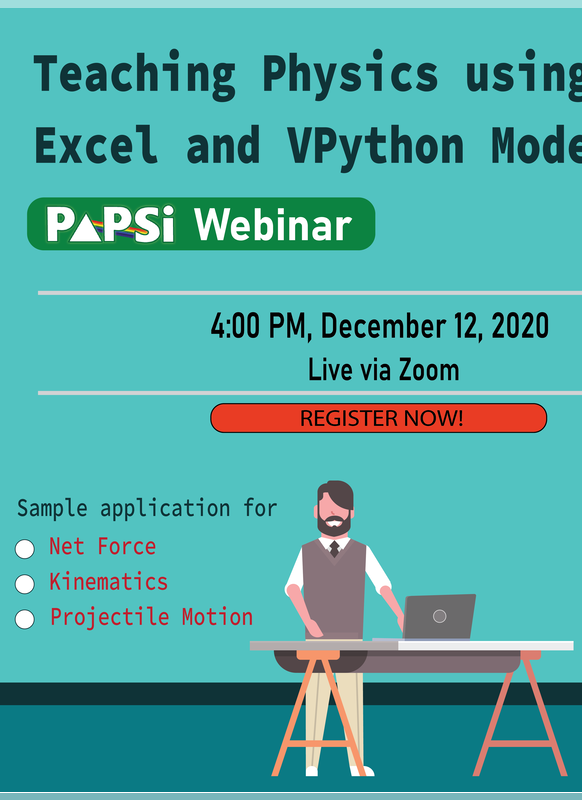 Teaching Physics using
Excel and VPython Mode
PAPSi Webinar
4:00 PM, December 12, 2020
Live via Zoom
REGISTER NOW!
Sample application for
Net Force
Kinematics
Projectile Motion